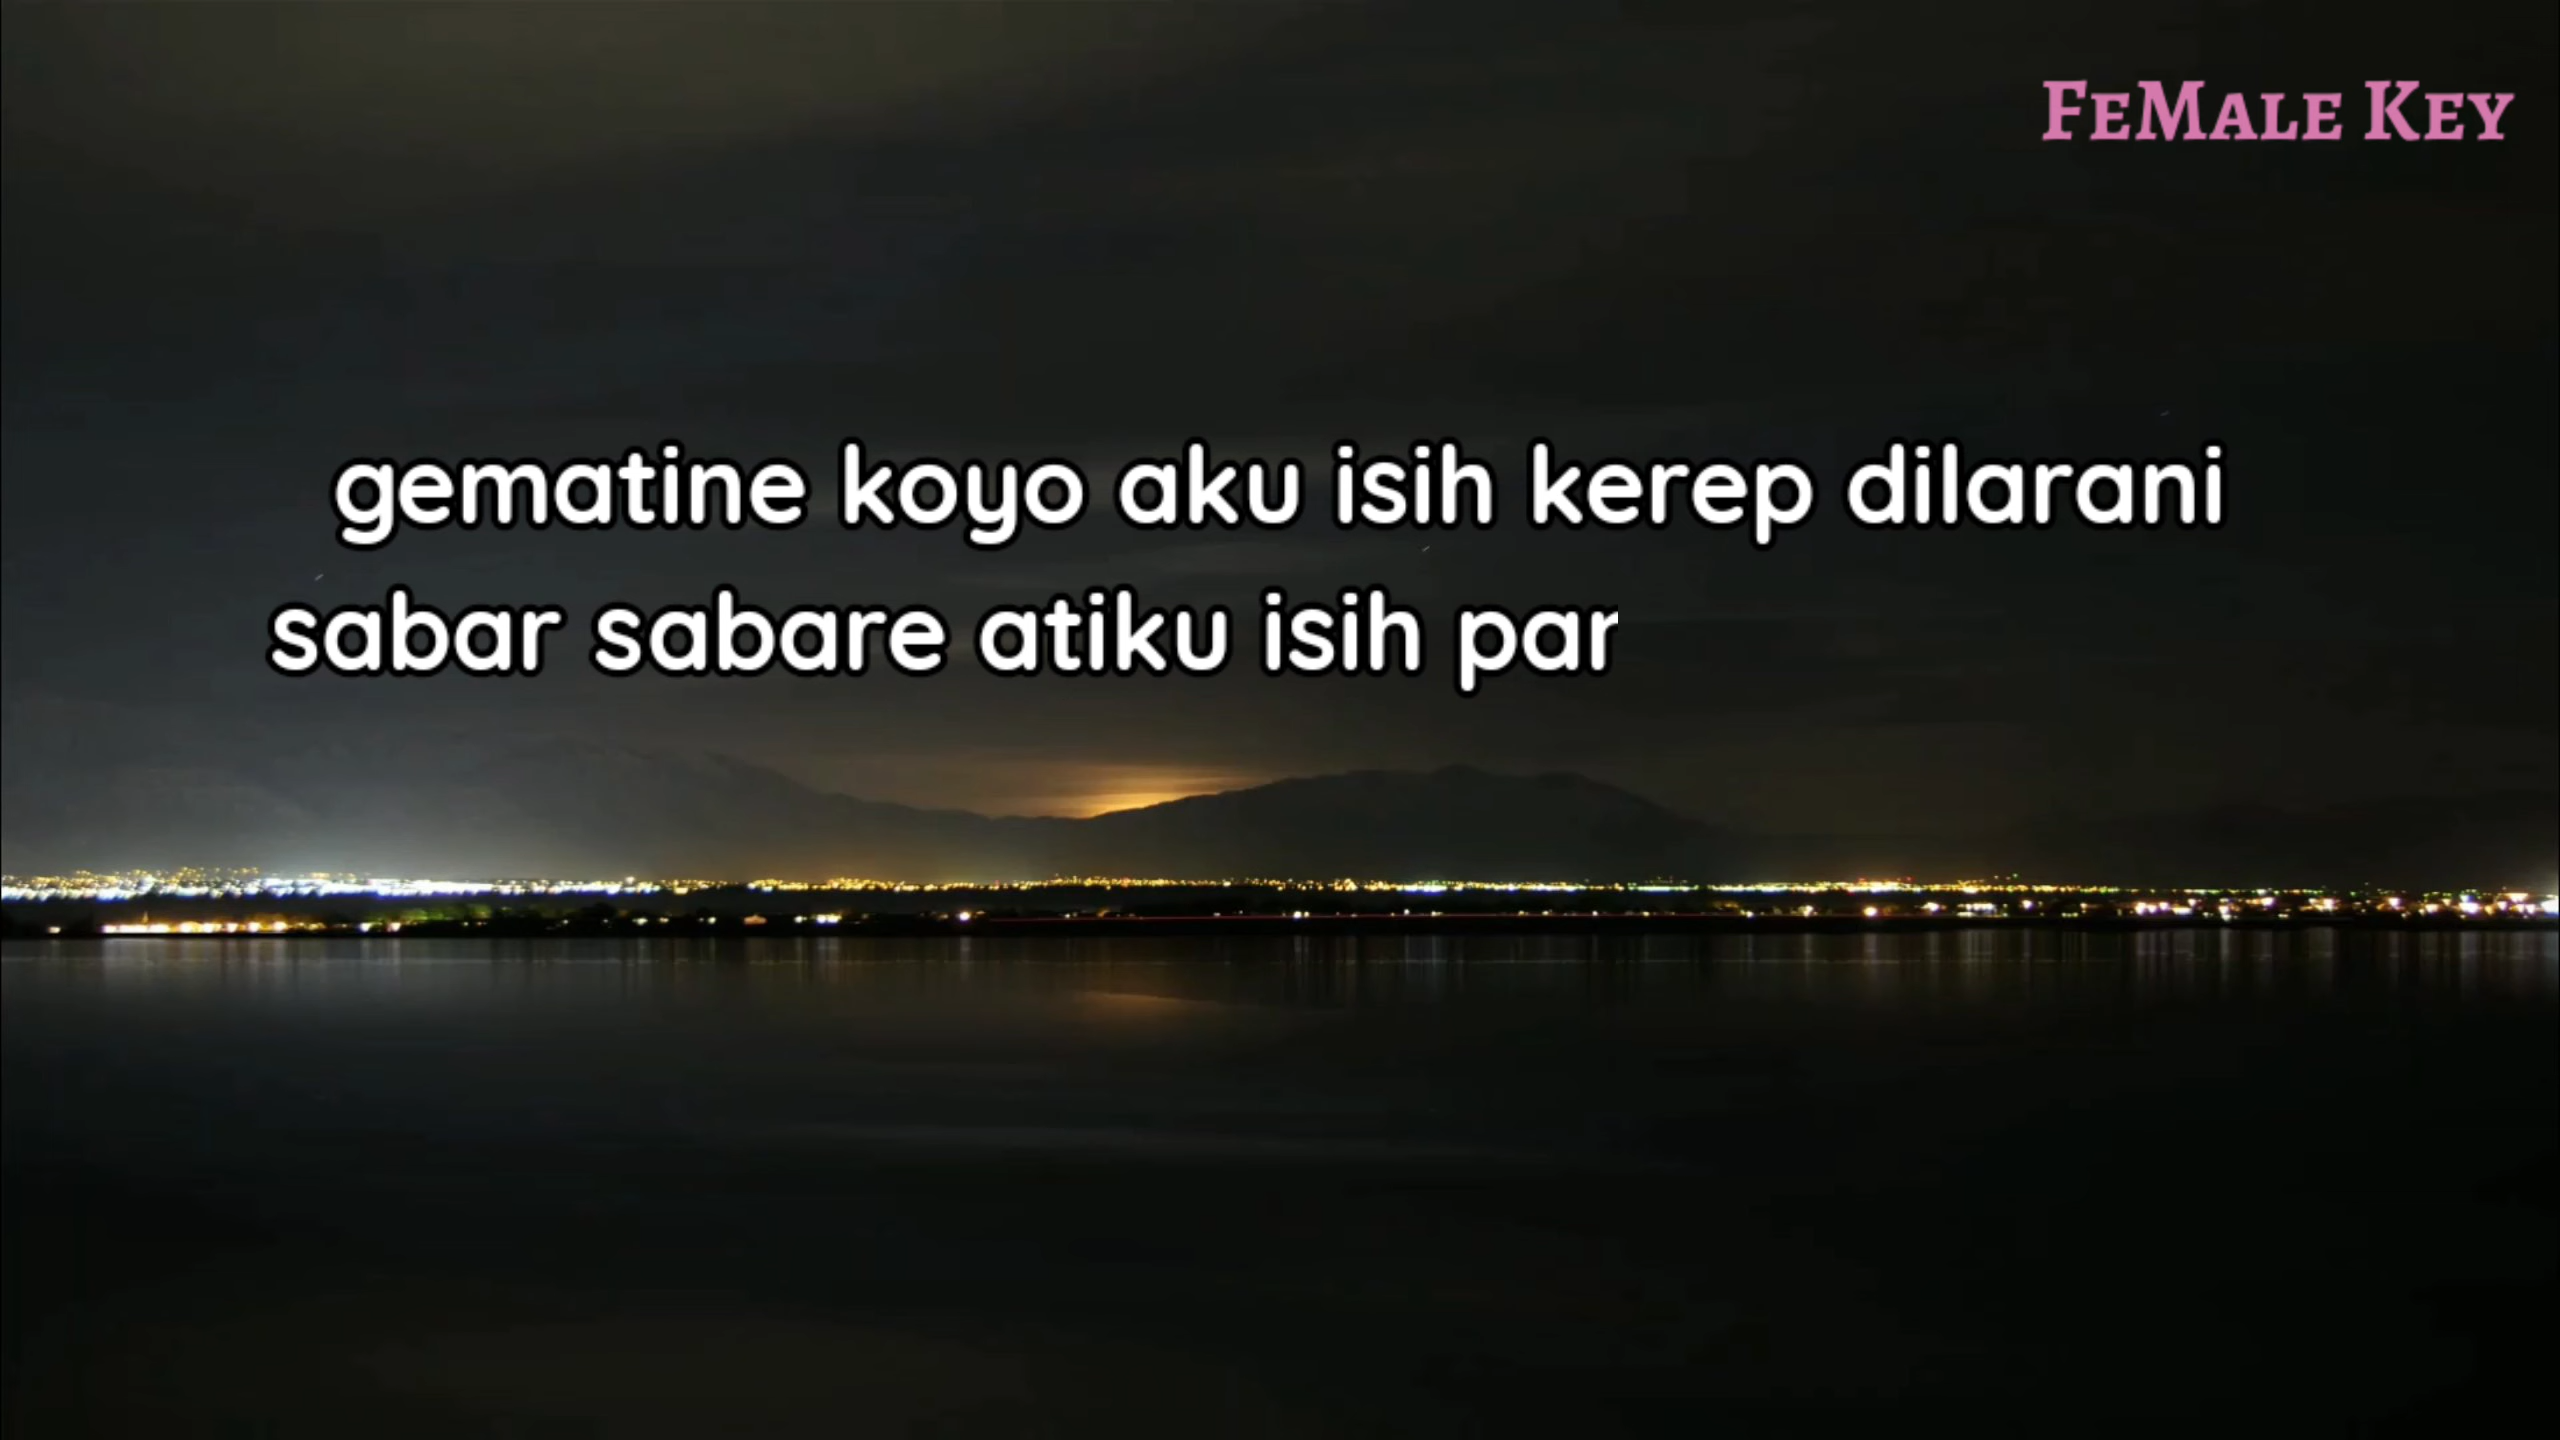 FeMale Key
gematine koyo aku isih kerep dilarani
sabar sabare atiku isih par